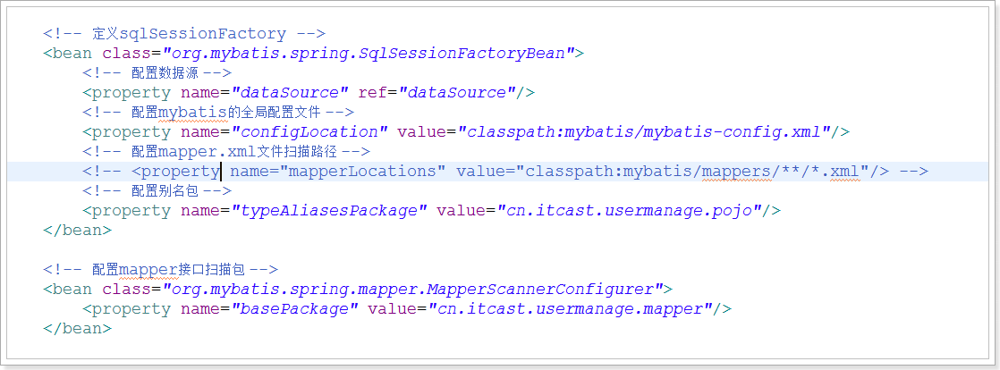 <!-- 定义sqlSessionFactory -->
<bean class="org.mybatis.spring.SqlSessionFactoryBean">
<!-- 配置数据源 -->
<property name="dataSource" ref="dataSource"/>
<!-- 配置mybatis的全局配置文件 -->
<property name="configLocation" value="classpath:mybatis/mybatis-config.xml"/>
<!-- 配置mapper.xml文件扫描路径 -->
<!-- <property name="mapperLocations" value="classpath:mybatis/mappers/**/*.xml"/> -->
<!-- 配置别名包 -->
<property name="typeAliasesPackage" value="cn.itcast.usermanage.pojo"/>
</bean>
<!-- 配置mapper接口扫描包 -->
<bean class="org.mybatis.spring.mapper.MapperScannerConfigurer">
<property name="basePackage" value="cn.itcast.usermanage.mapper"/>
</bean>